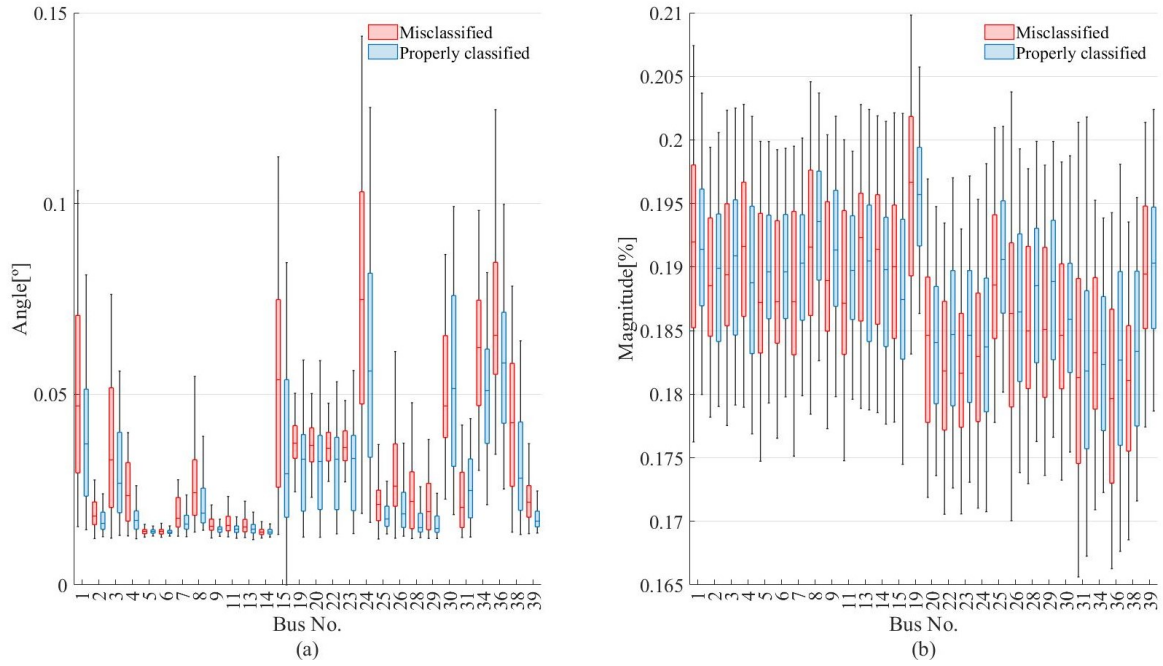 0.15
Misclassified
Properly classified
0.1
0.05
0
Angle[º]
1 2 3 4 5 6 7 8 9 11 13 14 15 19 20 22 23 24 25 26 28 29 30 31 34 36 38 39
Bus No.
(a)
0.21
Misclassified
Properly classified
0.205
0.2
0.195
0.19
0.185
0.18
0.175
0.17
0.165
Magnitude[%]
1 2 3 4 5 6 7 8 9 11 13 14 15 19 20 22 23 24 25 26 28 29 30 31 34 36 38 39
Bus No.
(b)